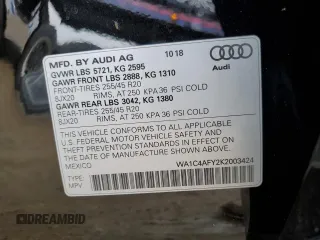 MFD. BY AUDI AG 10 18
GVWR LBS 5721, KG 2595
GAWR FRONT LBS 2888, KG 1310
FRONT-TIRES 255/45 R20
8JX20 RIMS, AT 250 KPA 36 PSI COLD
GAWR REAR LBS 3042, KG 1380
REAR-TIRES 255/45 R20
8JX20 RIMS, AT 250 KPA 36 PSI COLD
Audi
THIS VEHICLE CONFORMS TO ALL APPLICABLE
U.S. FEDERAL MOTOR VEHICLE SAFETY AND
THEFT PREVENTION STANDARDS IN EFFECT ON THE
DATE OF MANUFACTURE SHOWN ABOVE.
MEXICO
TYPE:
MPV
WA1C4AFY2K2003424
DREAMBID